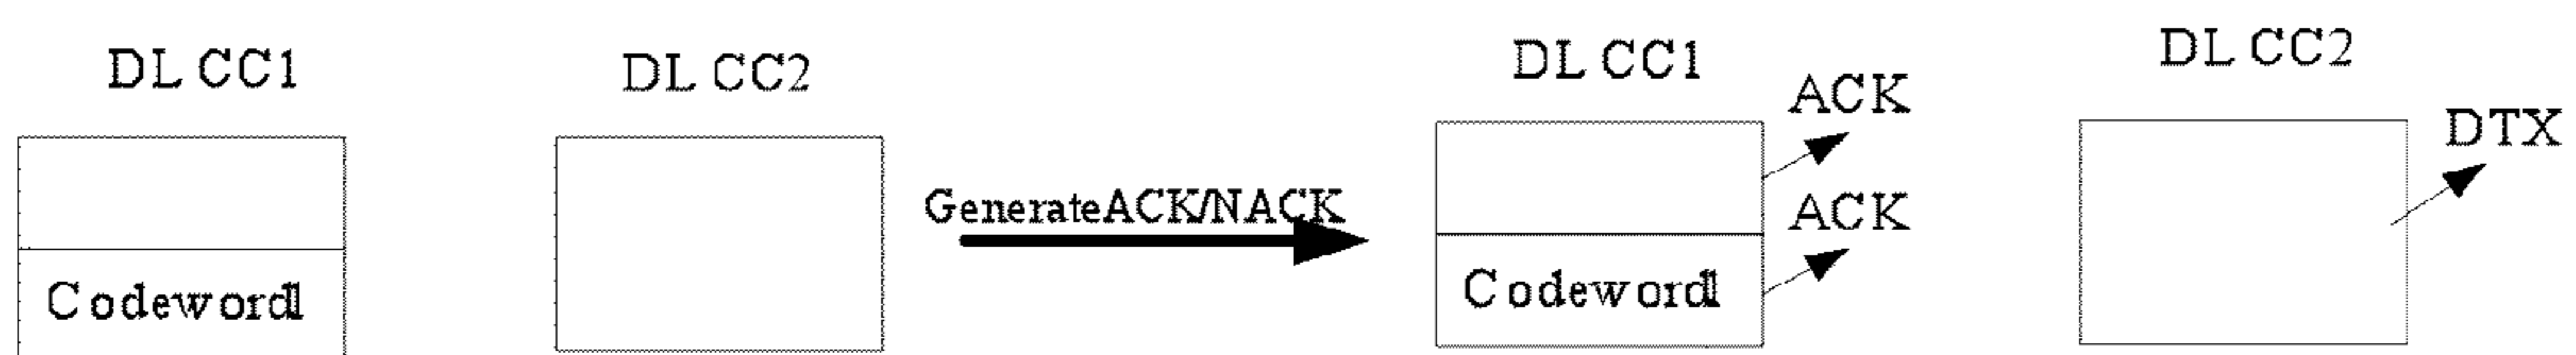 DL CC1
DL CC2
DL CC1
DL CC2
ACK
DTX
GenerateACK/NACK
ACK
Codeword1
Codeword1